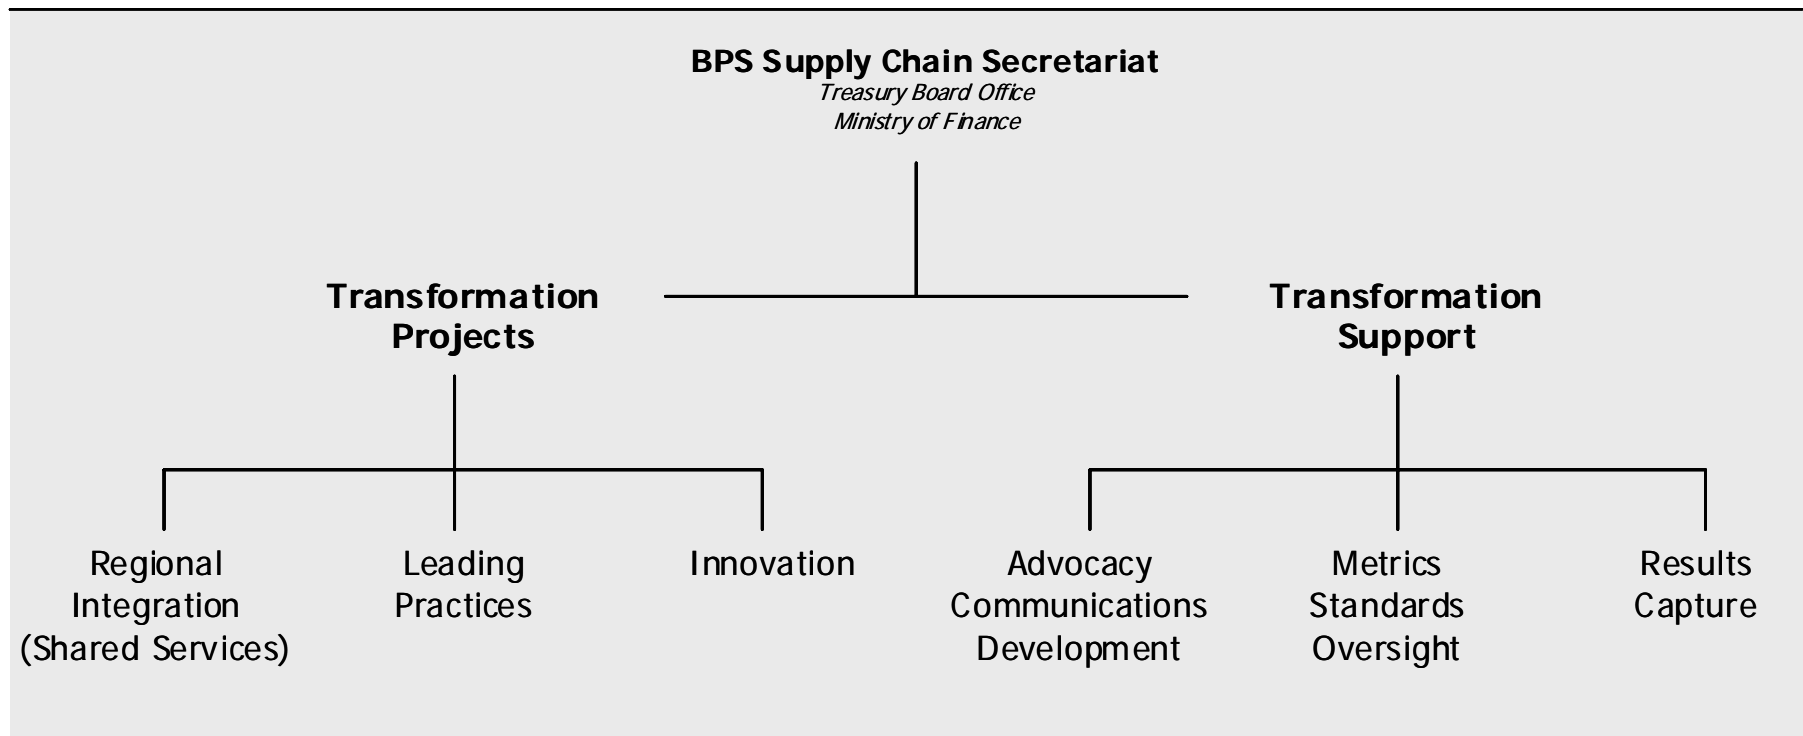 BPS Supply Chain Secretariat
Treasury Board Office
Ministry of Finance
Transformation
Projects
Transformation
Support
Regional
Integration
(Shared Services)
Leading
Practices
Innovation
Advocacy
Communications
Development
Metrics
Standards
Oversight
Results
Capture